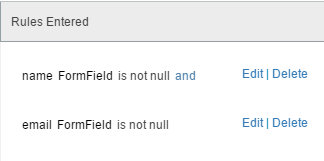 Rules Entered
name FormField is not null and Edit | Delete
email FormField is not null Edit | Delete